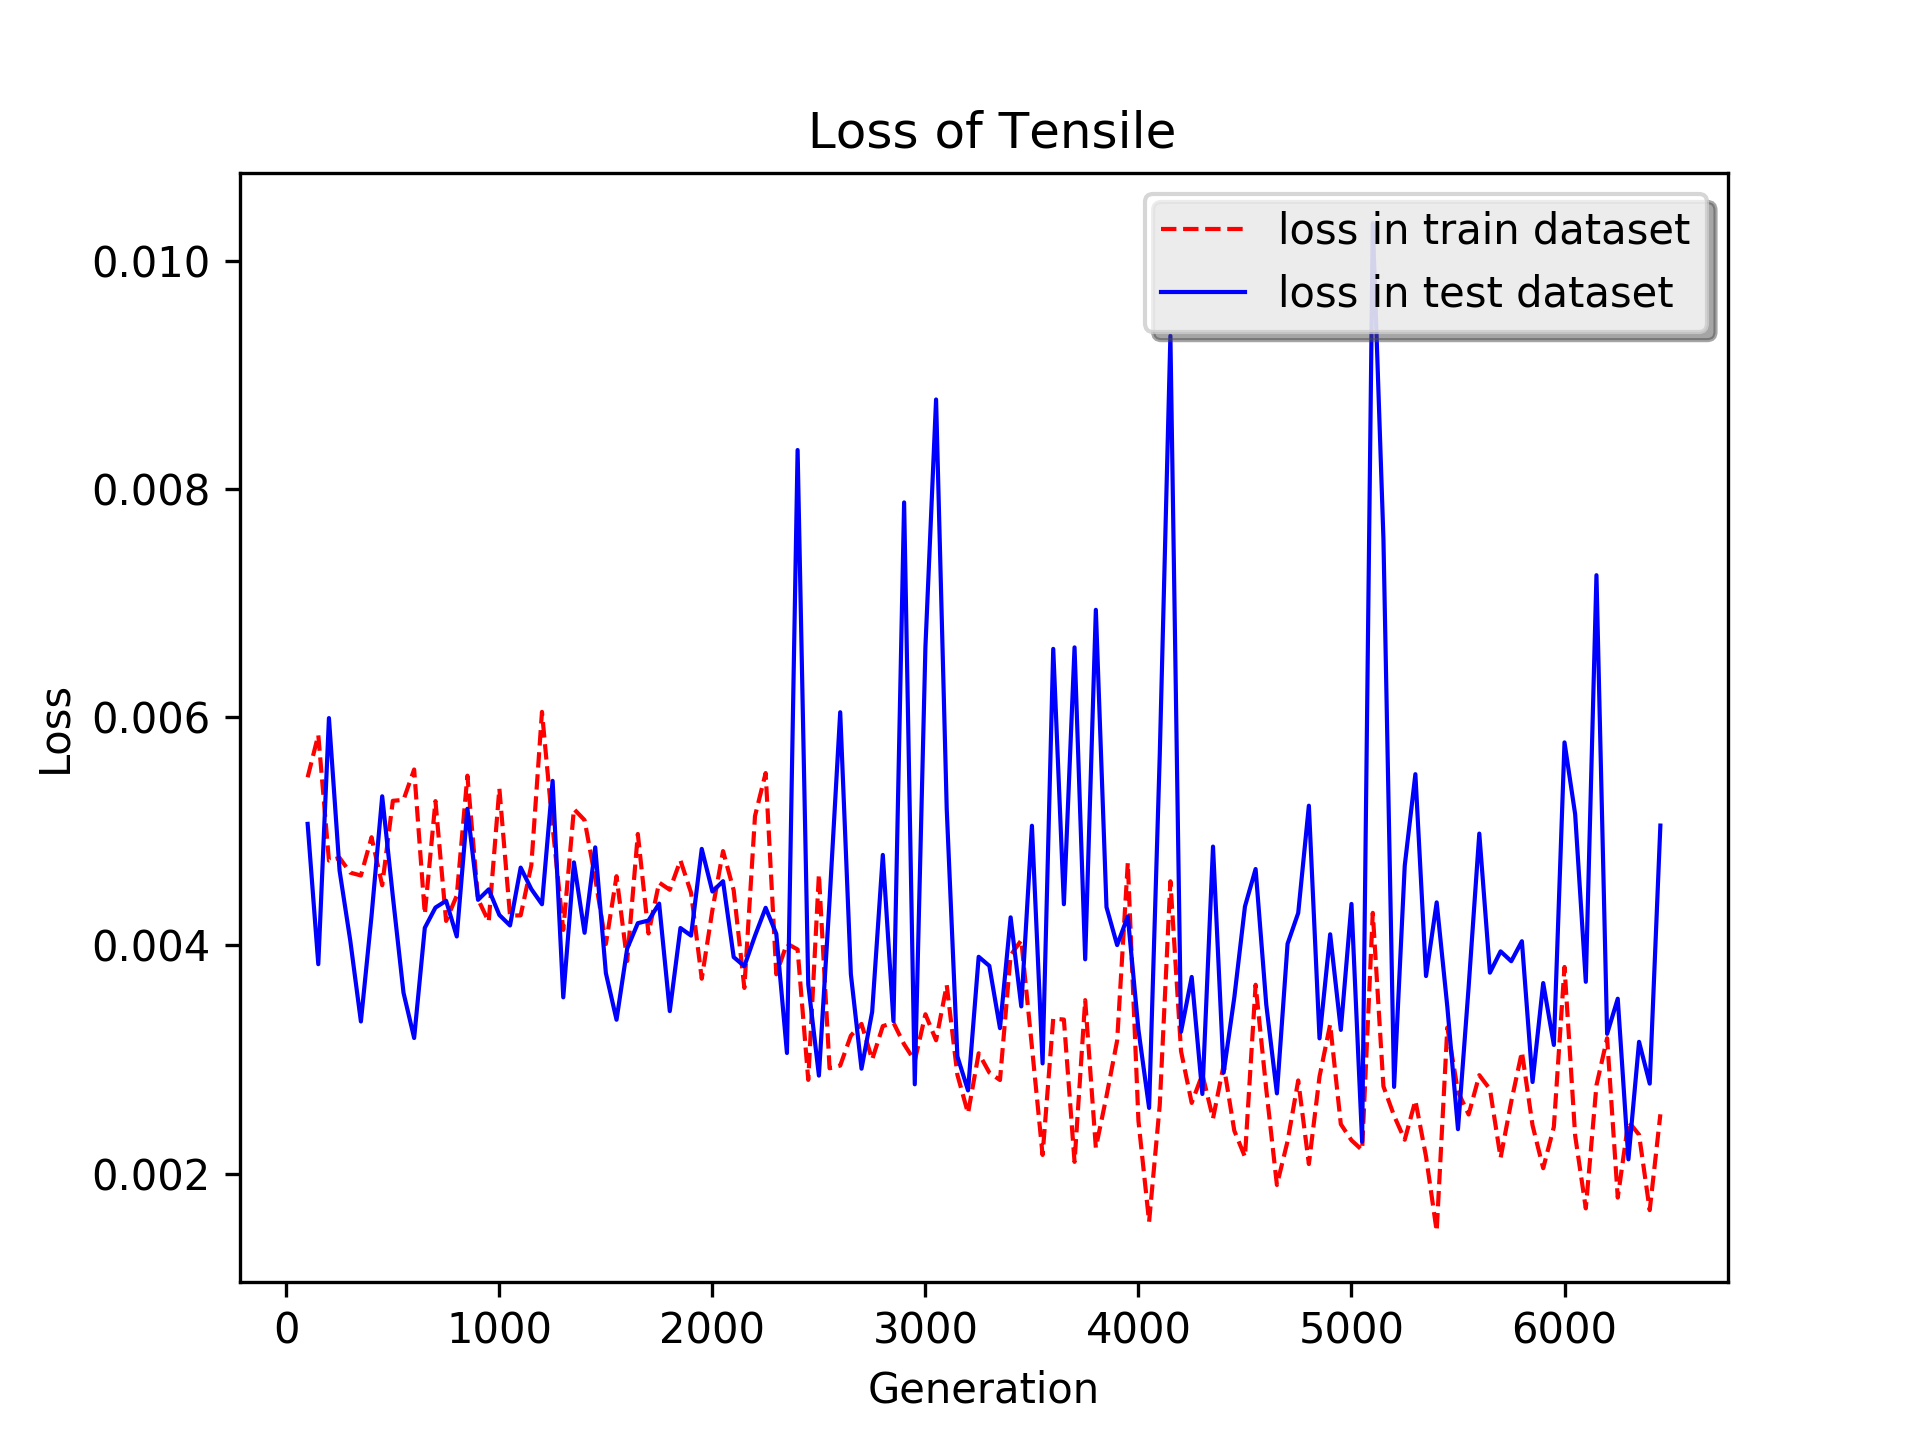 Loss of Tensile
loss in train dataset
loss in test dataset
0.010
0.008
0.006
0.004
0.002
Loss
0 1000 2000 3000 4000 5000 6000
Generation